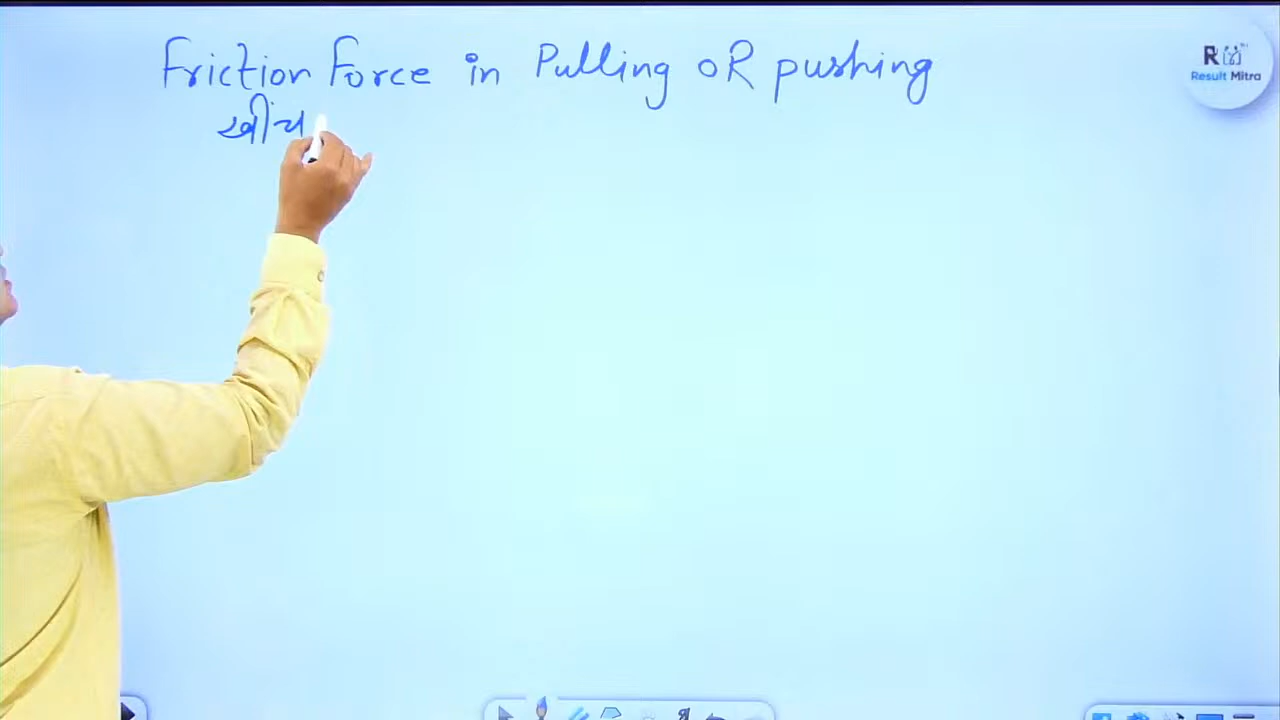 Friction Force in Pulling oR pushing
खींच
R
Result Mitra